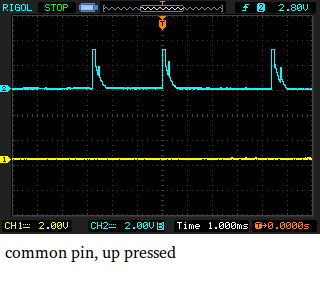 RIGOL STOP T f 2 2.80V
T
2
1
CH1 2.00V CH2 2.00V B Time 1.000ms T→0.0000s
common pin, up pressed